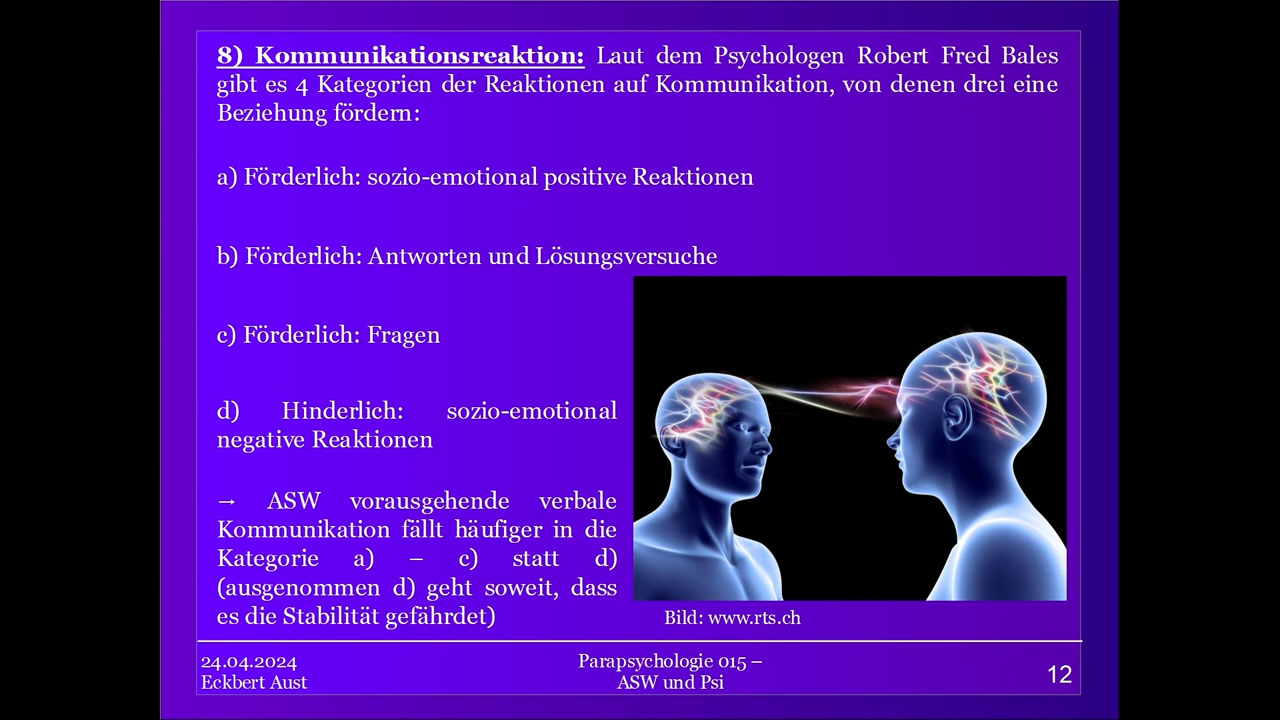 8) Kommunikationsreaktion: Laut dem Psychologen Robert Fred Bales
gibt es 4 Kategorien der Reaktionen auf Kommunikation, von denen drei eine
Beziehung fördern:
a) Förderlich: sozio-emotional positive Reaktionen
b) Förderlich: Antworten und Lösungsversuche
c) Förderlich: Fragen
d) Hinderlich: sozio-emotional
negative Reaktionen
→ ASW vorausgehende verbale
Kommunikation fällt häufiger in die
Kategorie a) – c) statt d)
(ausgenommen d) geht soweit, dass
es die Stabilität gefährdet)
Bild: www.rts.ch
24.04.2024
Eckbert Aust
Parapsychologie 015 –
ASW und Psi
12